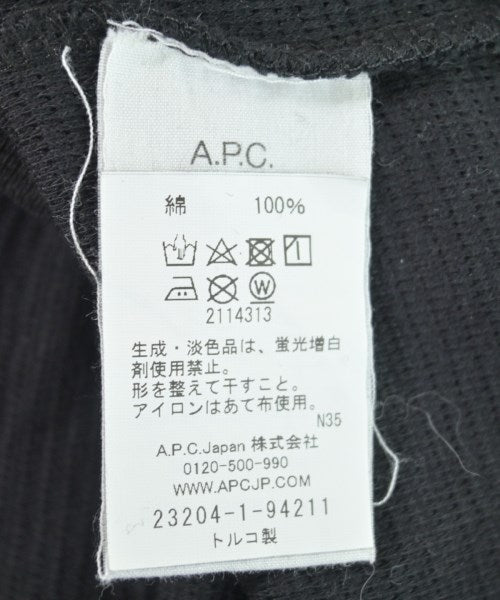 A.P.C.
綿 100%
W
2114313
生成・淡色品は、蛍光増白
剤使用禁止。
形を整えて干すこと。
アイロンはあて布使用。
N35
A.P.C.Japan 株式会社
0120-500-990
WWW.APCJP.COM
23204-1-94211
トルコ製